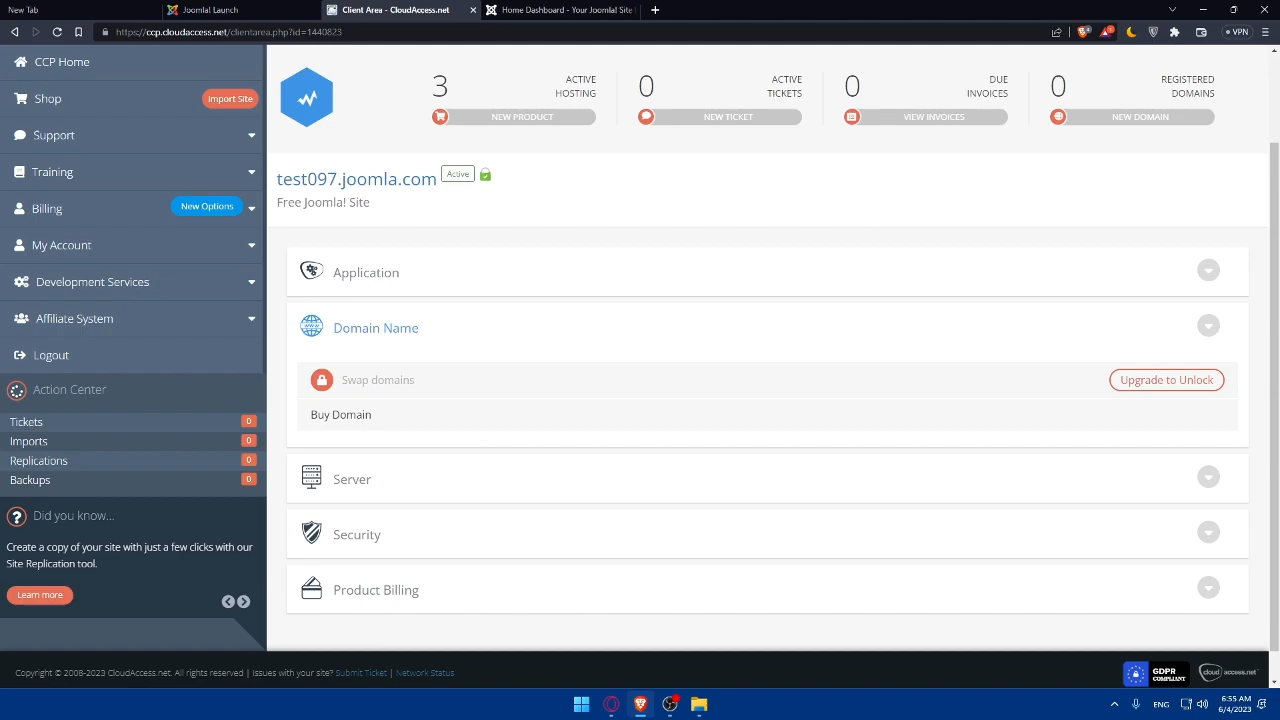 New Tab
Joomla Launch
Client Area - CloudAccess.net
Home Dashboard - Your Joomla Site
https://ccp.cloudaccess.net/clientarea.php?id=1440823
VPN
CCP Home
Shop
Import Site
Support
Training
Billing
New Options
My Account
Development Services
Affiliate System
Logout
Action Center
Tickets 0
Imports 0
Replications 0
Backups 0
Did you know...
Create a copy of your site with just a few clicks with our
Site Replication tool.
Learn more
3
ACTIVE
HOSTING
NEW PRODUCT
0
ACTIVE
TICKETS
NEW TICKET
0
DUE
INVOICES
VIEW INVOICES
0
REGISTERED
DOMAINS
NEW DOMAIN
test097.joomla.com
Active
Free Joomla! Site
Application
Domain Name
Swap domains
Upgrade to Unlock
Buy Domain
Server
Security
Product Billing
Copyright © 2008-2023 CloudAccess.net. All rights reserved | Issues with your site? Submit Ticket | Network Status
GDPR
COMPLIANT
cloud access.net
ENG
6:55 AM
6/4/2023